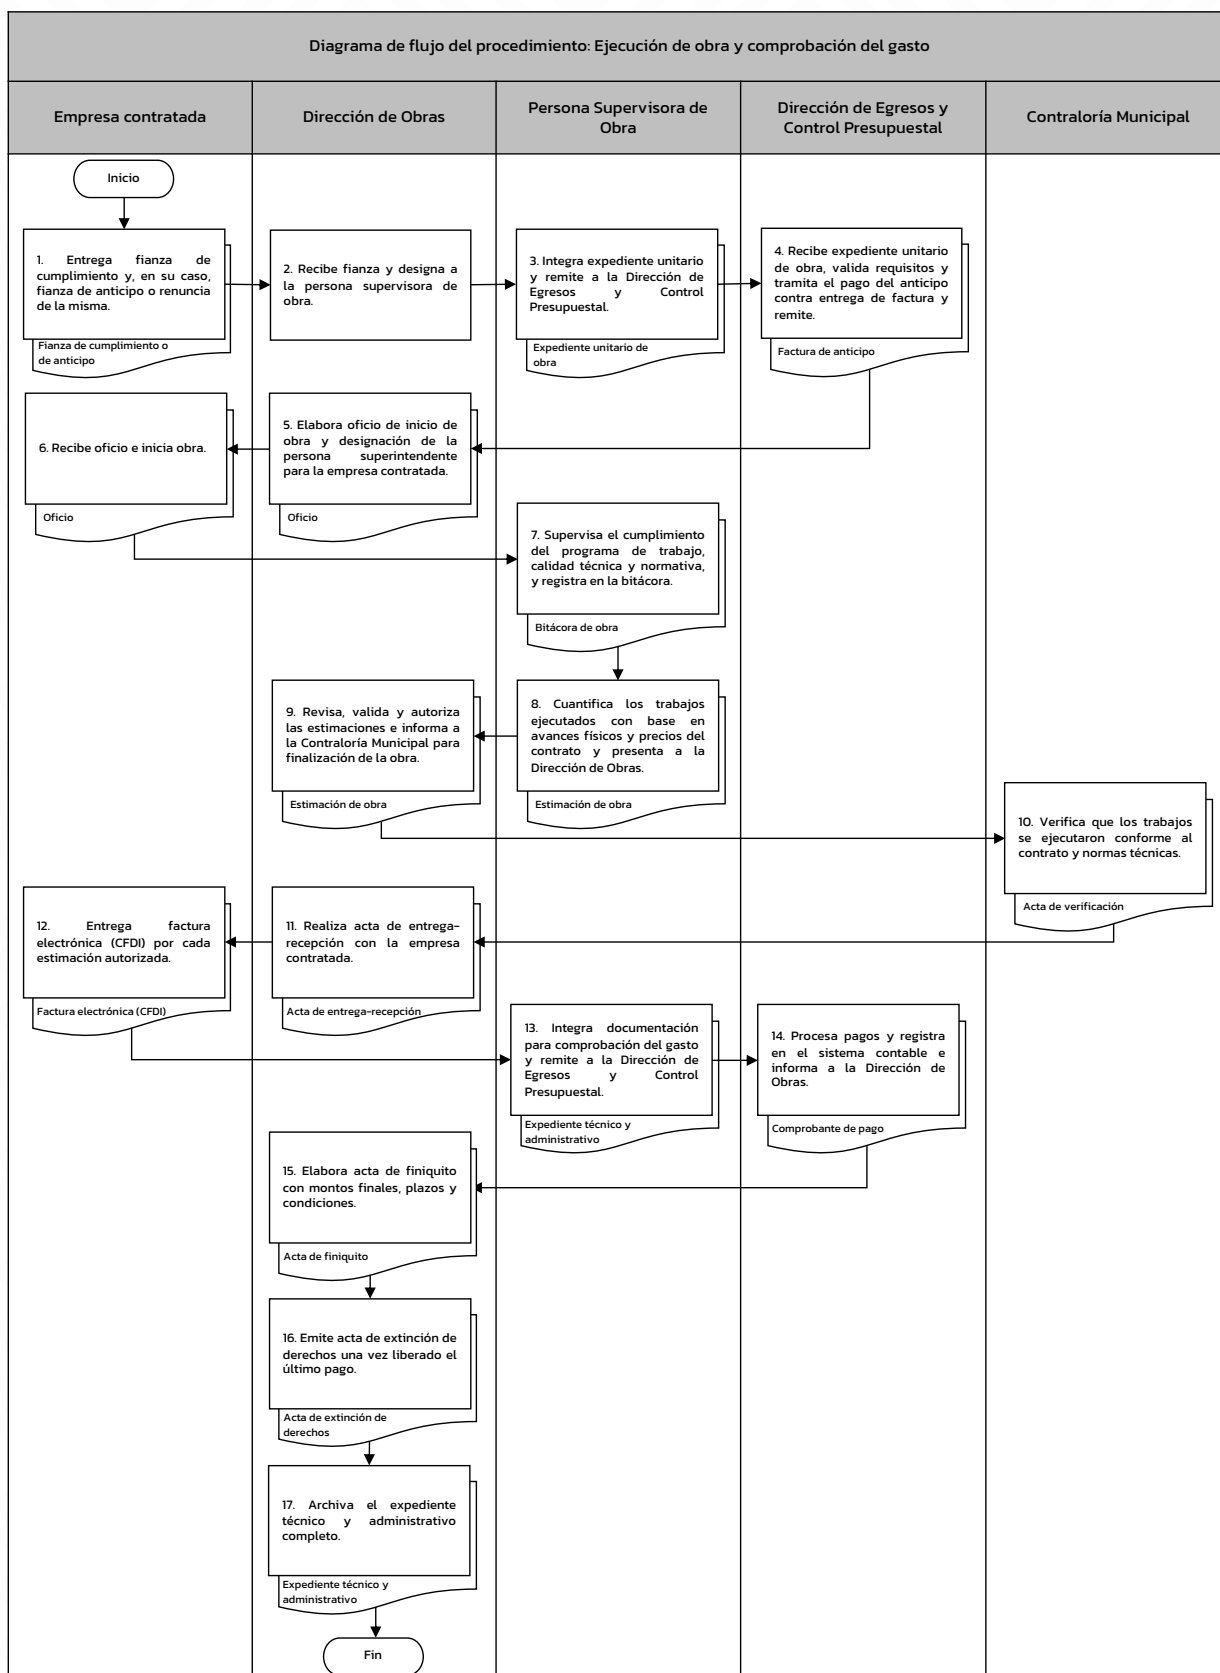 Diagrama de flujo del procedimiento: Ejecución de obra y comprobación del gasto
Empresa contratada
Dirección de Obras
Persona Supervisora de
Obra
Dirección de Egresos y
Control Presupuestal
Contraloría Municipal
Inicio
1. Entrega fianza de
cumplimiento y, en su caso,
fianza de anticipo o renuncia
de la misma.
Fianza de cumplimiento o
de anticipo
2. Recibe fianza y designa a
la persona supervisora de
obra.
3. Integra expediente unitario
y remite a la Dirección de
Egresos y Control
Presupuestal.
Expediente unitario de
obra
4. Recibe expediente unitario
de obra, valida requisitos y
tramita el pago del anticipo
contra entrega de factura y
remite.
Factura de anticipo
5. Elabora oficio de inicio de
obra y designación de la
persona superintendente
para la empresa contratada.
Oficio
6. Recibe oficio e inicia obra.
Oficio
7. Supervisa el cumplimiento
del programa de trabajo,
calidad técnica y normativa,
y registra en la bitácora.
Bitácora de obra
8. Cuantifica los trabajos
ejecutados con base en
avances físicos y precios del
contrato y presenta a la
Dirección de Obras.
Estimación de obra
9. Revisa, valida y autoriza
las estimaciones e informa a
la Contraloría Municipal para
finalización de la obra.
Estimación de obra
10. Verifica que los trabajos
se ejecutaron conforme al
contrato y normas técnicas.
Acta de verificación
11. Realiza acta de entrega-
recepción con la empresa
contratada.
Acta de entrega-recepción
12. Entrega factura
electrónica (CFDI) por cada
estimación autorizada.
Factura electrónica (CFDI)
13. Integra documentación
para comprobación del gasto
y remite a la Dirección de
Egresos y Control
Presupuestal.
Expediente técnico y
administrativo
14. Procesa pagos y registra
en el sistema contable e
informa a la Dirección de
Obras.
Comprobante de pago
15. Elabora acta de finiquito
con montos finales, plazos y
condiciones.
Acta de finiquito
16. Emite acta de extinción de
derechos una vez liberado el
último pago.
Acta de extinción de
derechos
17. Archiva el expediente
técnico y administrativo
completo.
Expediente técnico y
administrativo
Fin